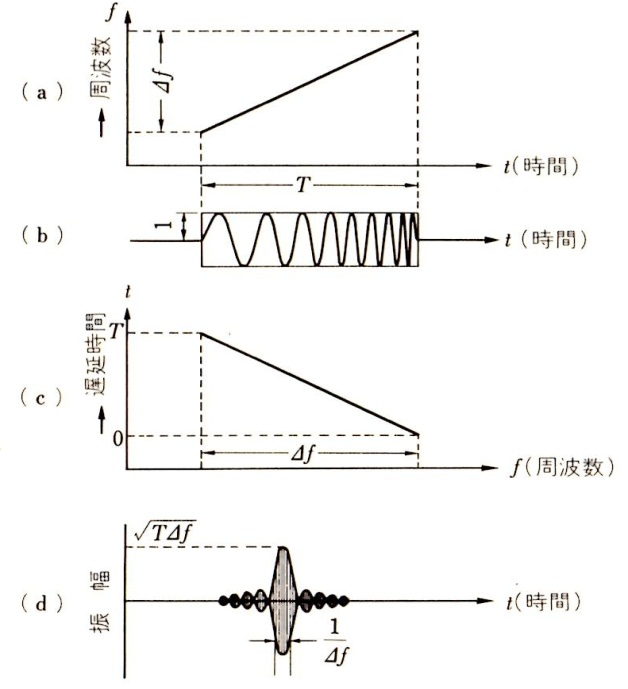 f
(a)
→ 周波数
Δf
T
t(時間)
(b)
1
t(時間)
t
(c)
→ 遅延時間
T
0
Δf
f(周波数)
(d)
振幅
√TΔf
1/Δf
t(時間)